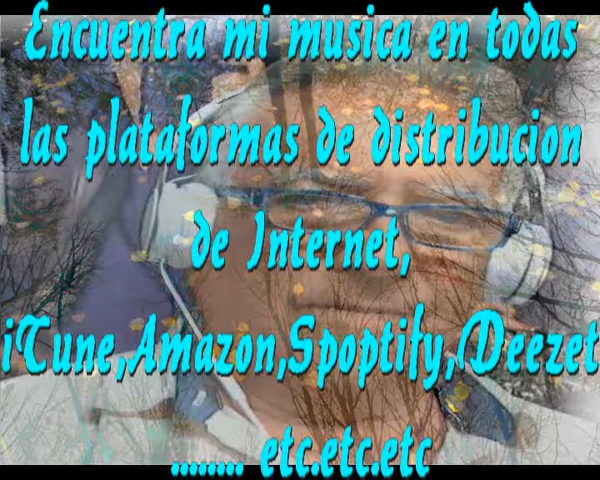 Encuentra mi musica en todas
las plataformas de distribucion
de Internet,
iTune,Amazon,Spoptify,Deezet
........ etc.etc.etc